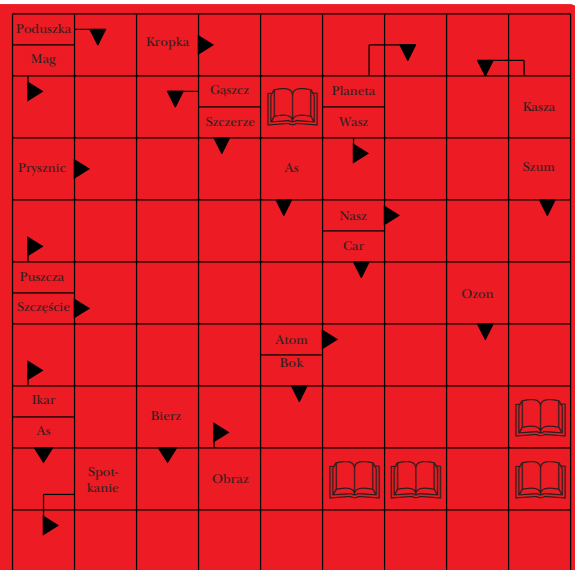 Poduszka
Mag
Kropka
Gąszcz
Szczerze
Planeta
Wasz
Kasza
Prysznic
As
Szum
Nasz
Car
Puszcza
Szczęście
Ozon
Atom
Bok
Ikar
As
Bierz
Spot-
kanie
Obraz